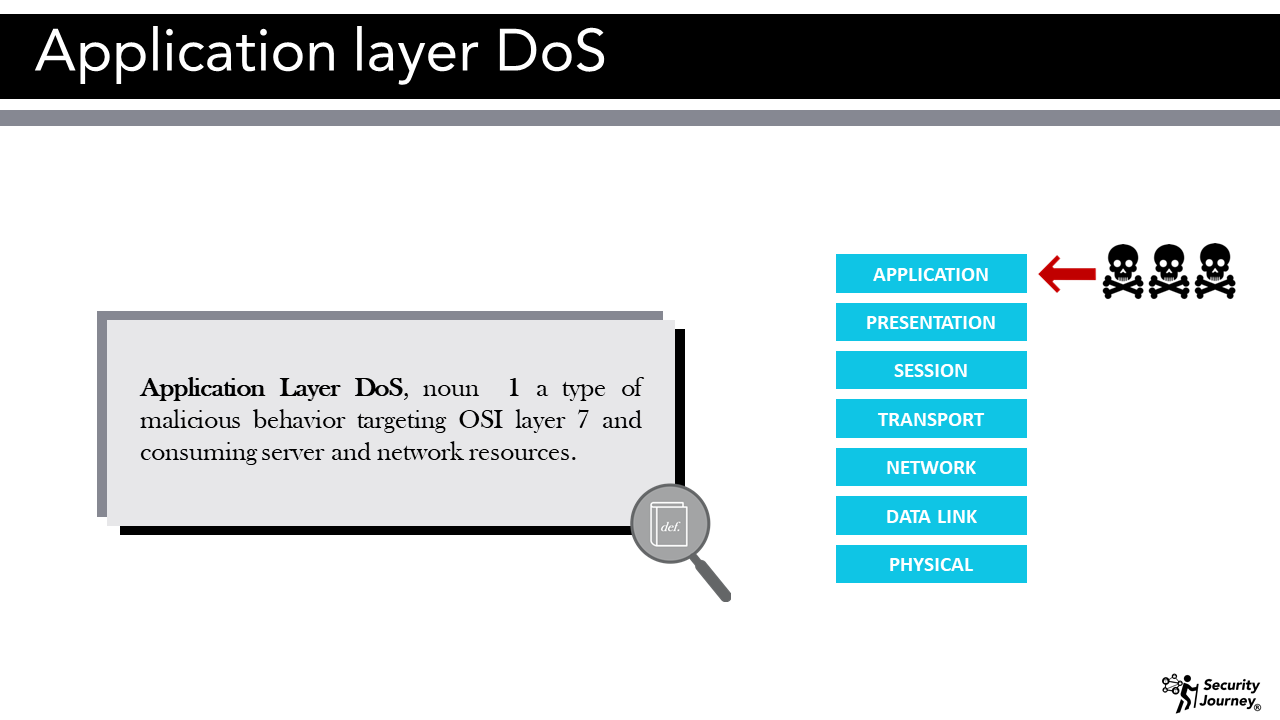 Application layer DoS
Application Layer DoS, noun 1 a type of
malicious behavior targeting OSI layer 7 and
consuming server and network resources.
def.
APPLICATION
PRESENTATION
SESSION
TRANSPORT
NETWORK
DATA LINK
PHYSICAL
Security
Journey®